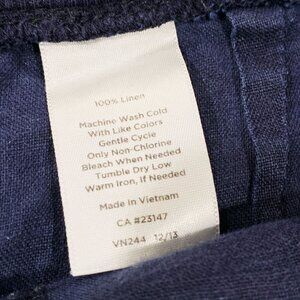 100% Linen
Machine Wash Cold
With Like Colors
Gentle Cycle
Only Non-Chlorine
Bleach When Needed
Tumble Dry Low
Warm Iron, If Needed
Made in Vietnam
CA #23147
VN244 12/13